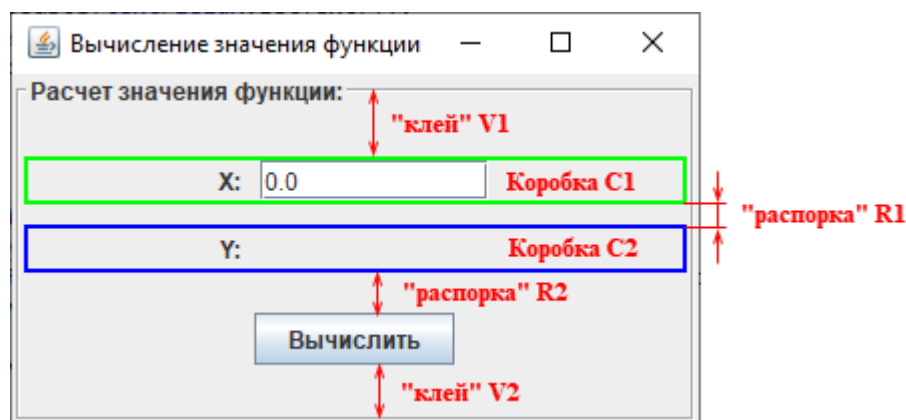 Вычисление значения функции
Расчет значения функции:
"клей" V1
X: 0.0 Коробка C1
"распорка" R1
Y: Коробка C2
"распорка" R2
Вычислить
"клей" V2